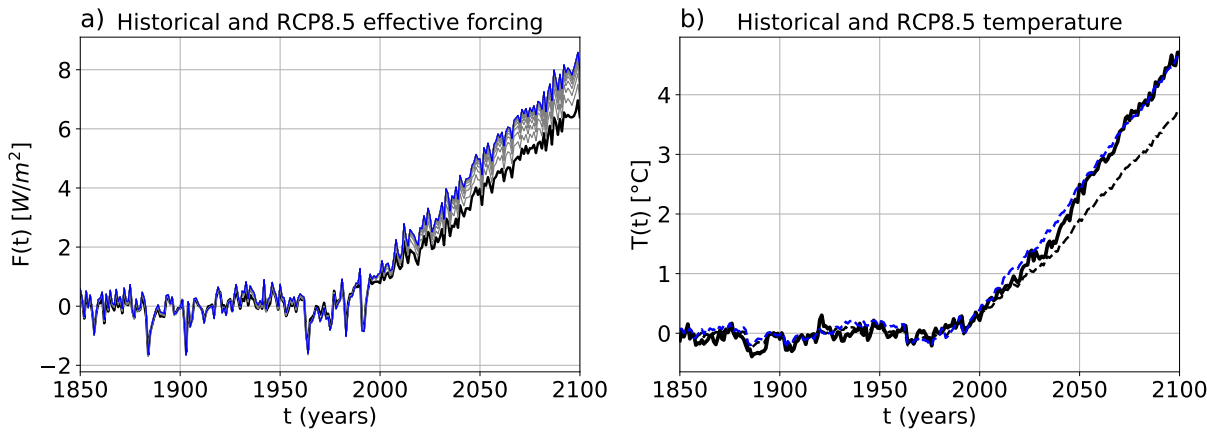 a) Historical and RCP8.5 effective forcing
F(t) [W/m²]
8
6
4
2
0
−2
1850 1900 1950 2000 2050 2100
t (years)
b) Historical and RCP8.5 temperature
T(t) [°C]
4
3
2
1
0
1850 1900 1950 2000 2050 2100
t (years)